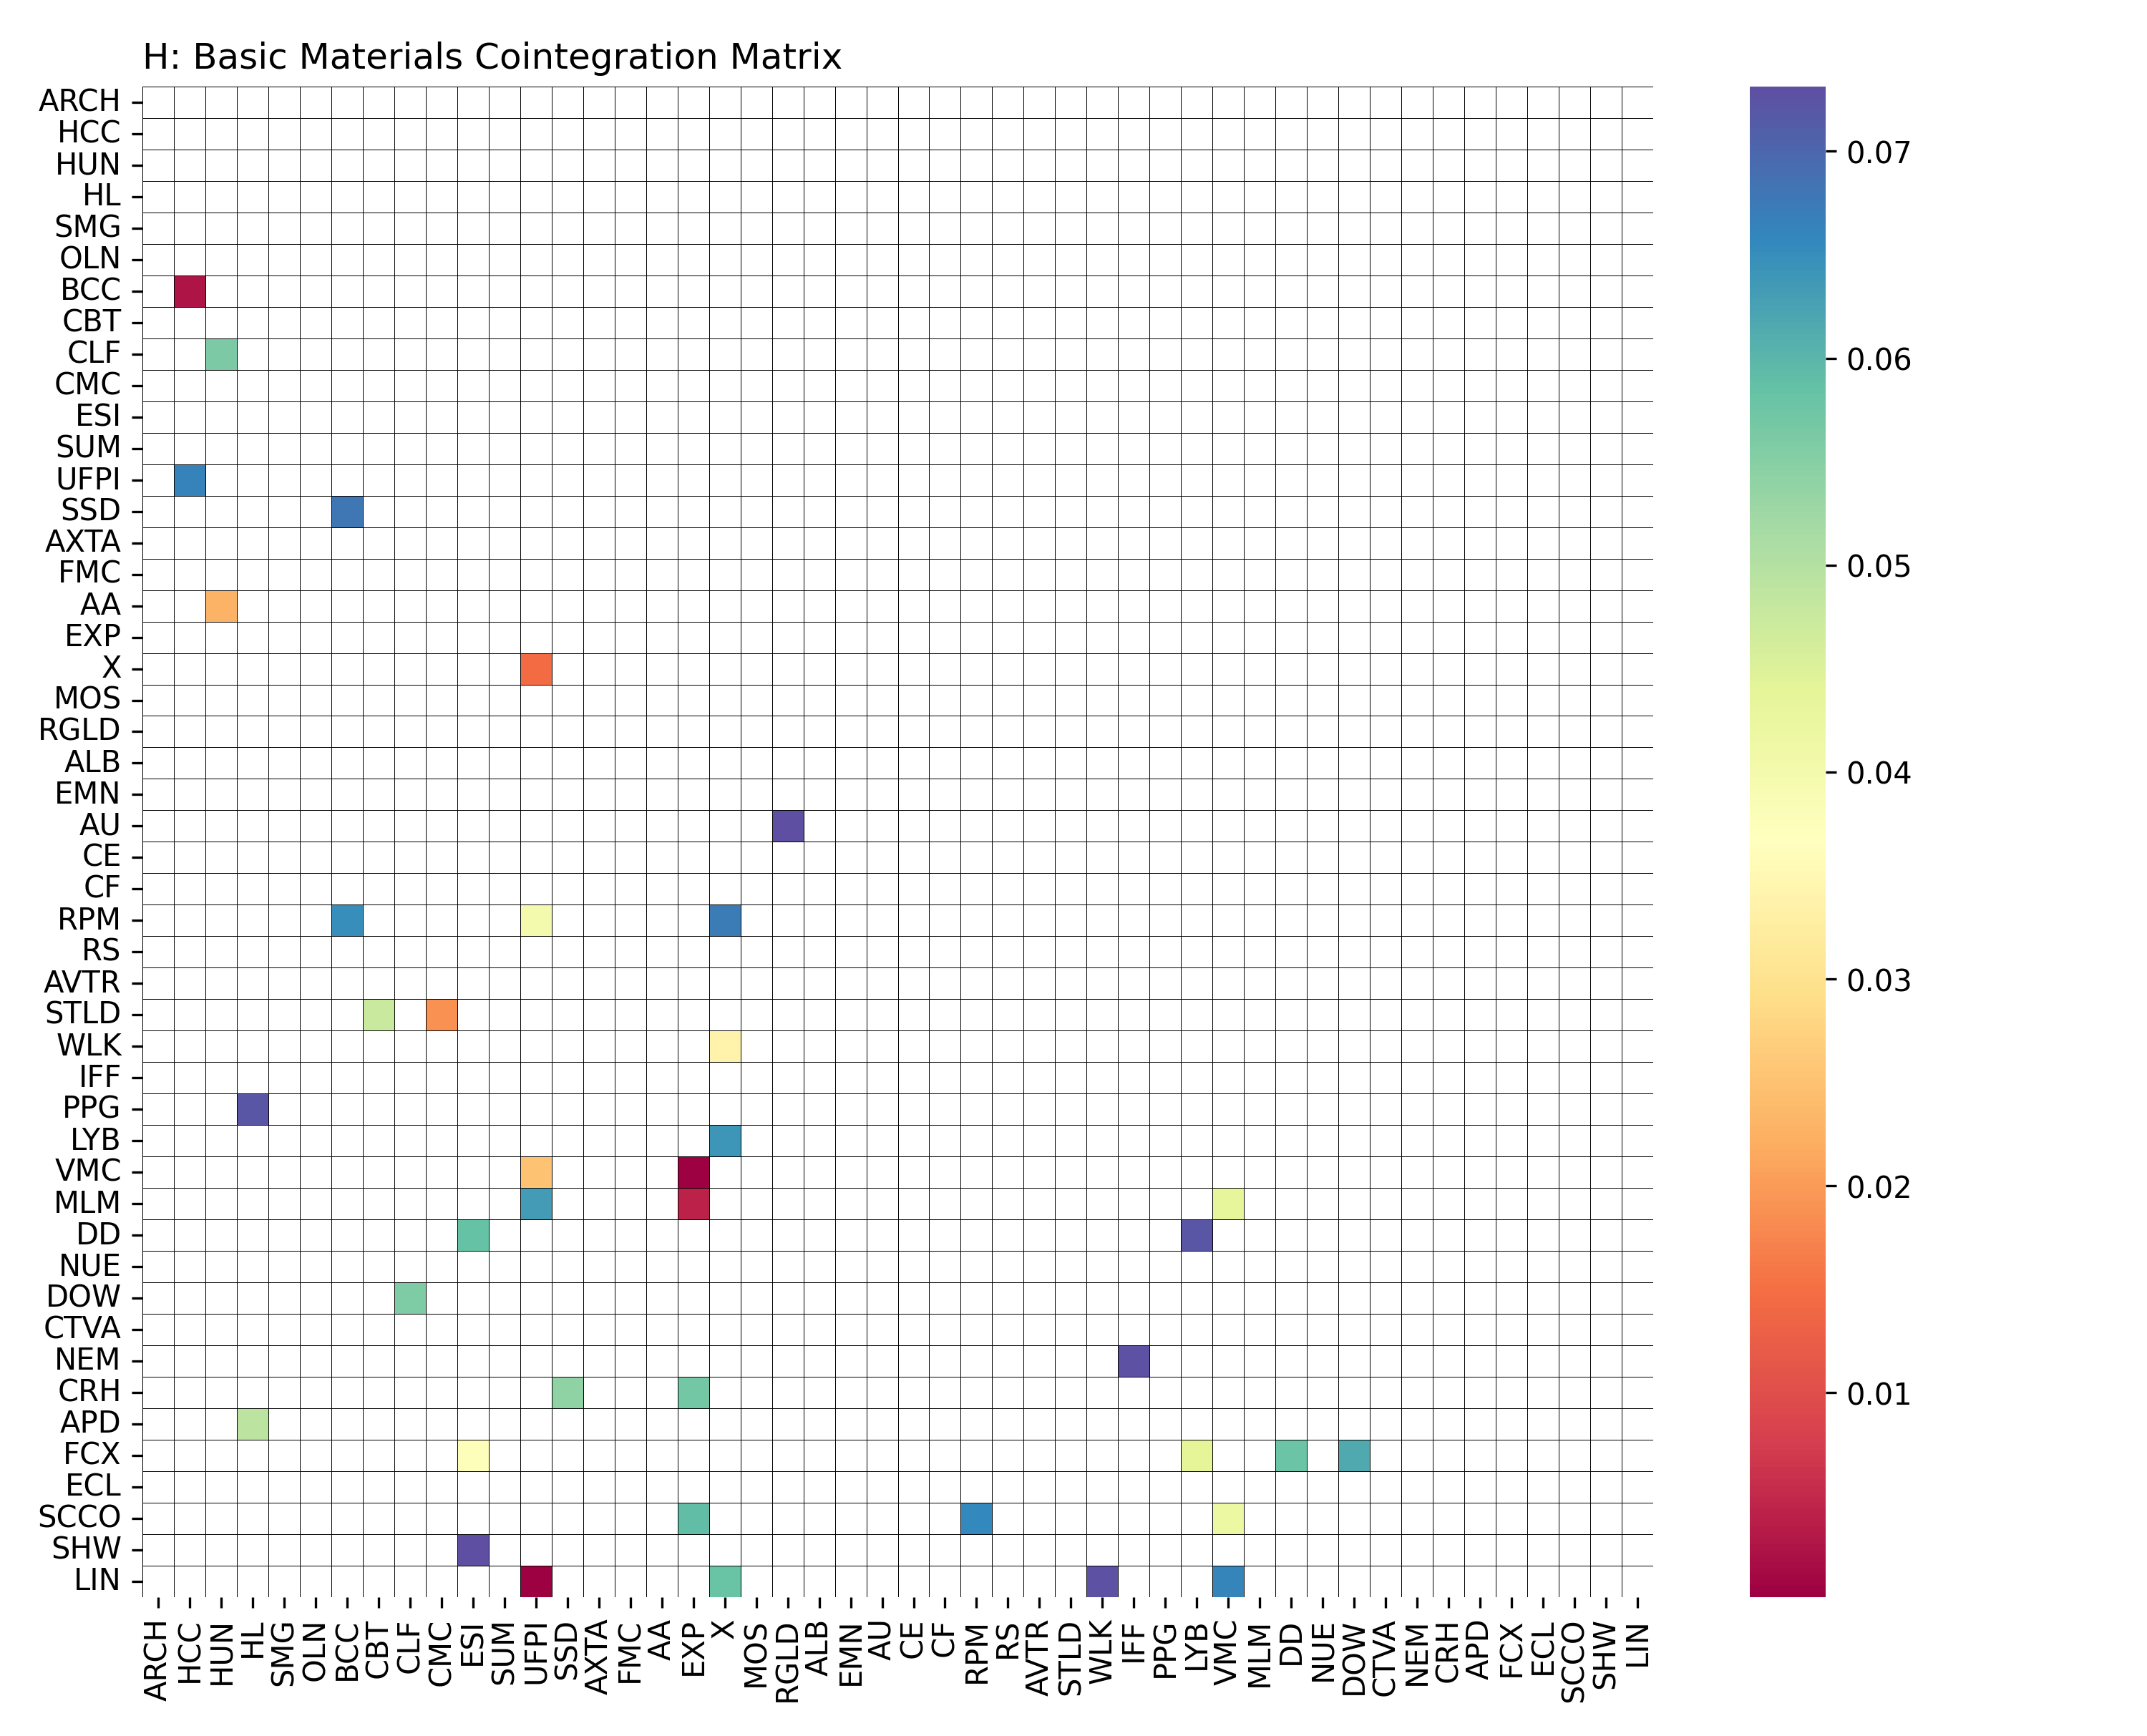 H: Basic Materials Cointegration Matrix
ARCH
HCC
HUN
HL
SMG
OLN
BCC
CBT
CLF
CMC
ESI
SUM
UFPI
SSD
AXTA
FMC
AA
EXP
X
MOS
RGLD
ALB
EMN
AU
CE
CF
RPM
RS
AVTR
STLD
WLK
IFF
PPG
LYB
VMC
MLM
DD
NUE
DOW
CTVA
NEM
CRH
APD
FCX
ECL
SCCO
SHW
LIN
ARCH HCC HUN HL SMG OLN BCC CBT CLF CMC ESI SUM UFPI SSD AXTA FMC AA EXP X MOS RGLD ALB EMN AU CE CF RPM RS AVTR STLD WLK IFF PPG LYB VMC MLM DD NUE DOW CTVA NEM CRH APD FCX ECL SCCO SHW LIN
0.07
0.06
0.05
0.04
0.03
0.02
0.01